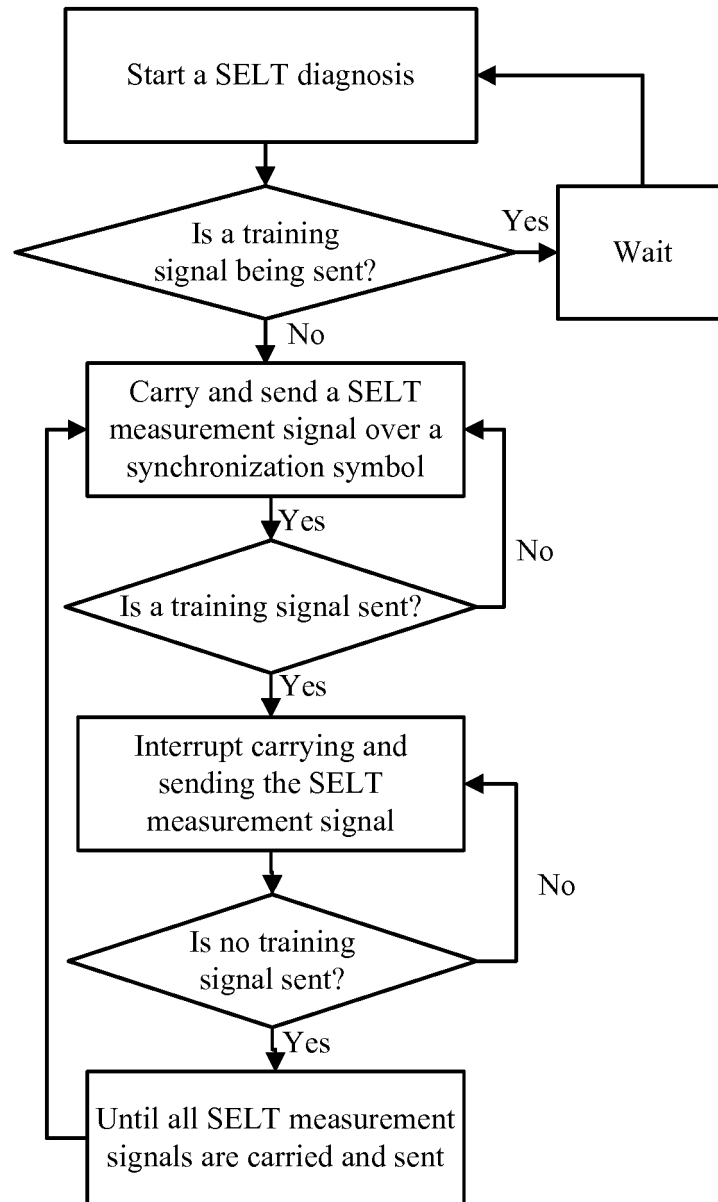 Start a SELT diagnosis
Is a training
signal being sent?
Yes
Wait
No
Carry and send a SELT
measurement signal over a
synchronization symbol
Yes
No
Is a training signal sent?
Yes
Interrupt carrying and
sending the SELT
measurement signal
No
Is no training
signal sent?
Yes
Until all SELT measurement
signals are carried and sent